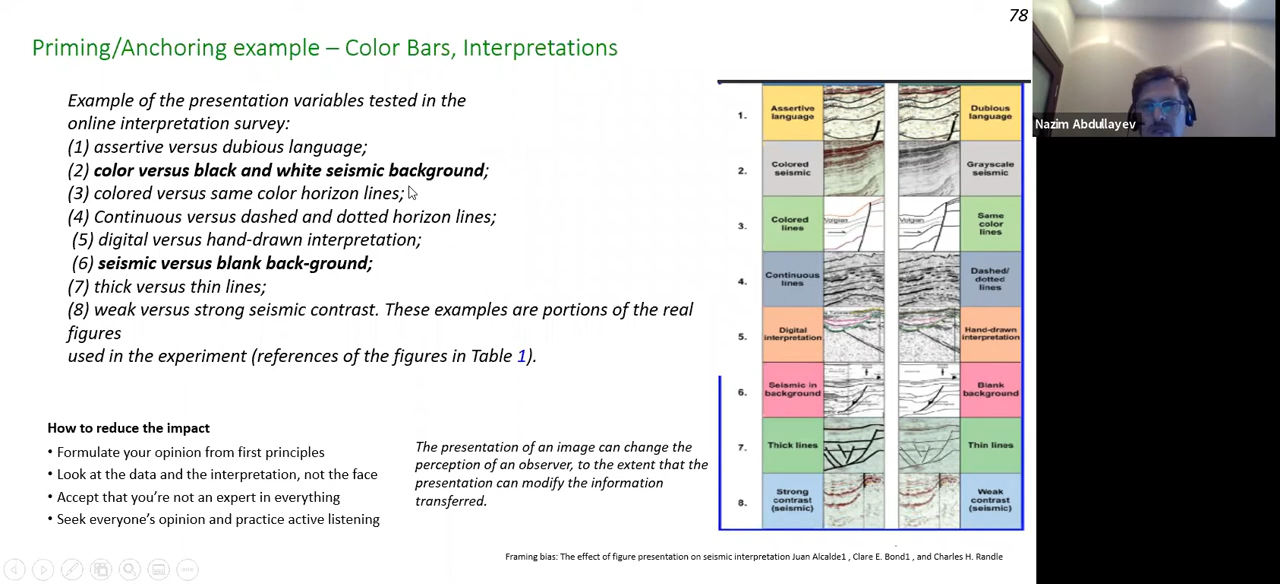 78
Priming/Anchoring example – Color Bars, Interpretations
Nazim Abdullayev
Example of the presentation variables tested in the
online interpretation survey:
(1) assertive versus dubious language;
(2) color versus black and white seismic background;
(3) colored versus same color horizon lines;
(4) Continuous versus dashed and dotted horizon lines;
(5) digital versus hand-drawn interpretation;
(6) seismic versus blank back-ground;
(7) thick versus thin lines;
(8) weak versus strong seismic contrast. These examples are portions of the real
figures
used in the experiment (references of the figures in Table 1).
How to reduce the impact
• Formulate your opinion from first principles
• Look at the data and the interpretation, not the face
• Accept that you're not an expert in everything
• Seek everyone's opinion and practice active listening
The presentation of an image can change the
perception of an observer, to the extent that the
presentation can modify the information
transferred.
1.
Assertive
language
Dubious
language
2.
Colored
seismic
Grayscale
seismic
3.
Colored
lines
Volgian
Volgian
Same
color
lines
4.
Continuous
lines
Dashed/
dotted
lines
5.
Digital
interpretation
Hand-drawn
interpretation
6.
Seismic in
background
Blank
background
7.
Thick lines
Thin lines
8.
Strong
contrast
(seismic)
Weak
contrast
(seismic)
Framing bias: The effect of figure presentation on seismic interpretation Juan Alcalde1 , Clare E. Bond1 , and Charles H. Randle